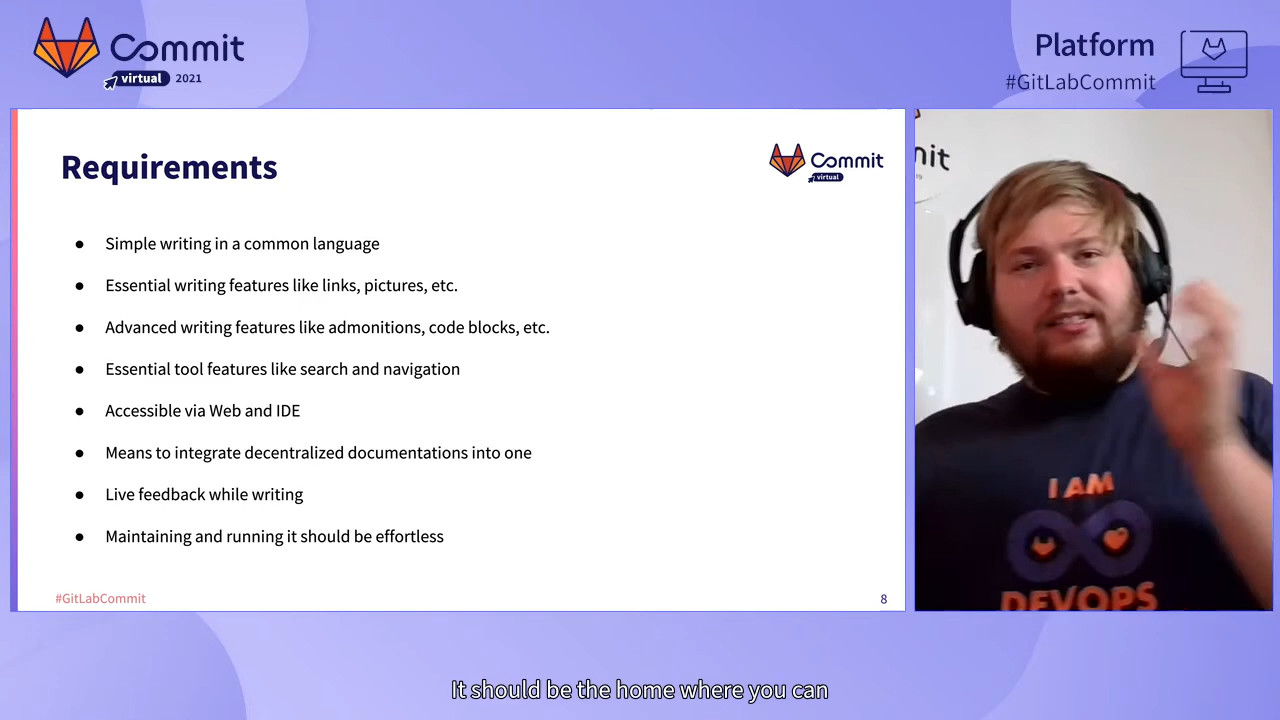 Commit
virtual 2021
Platform
#GitLabCommit
Requirements
Commit
virtual
● Simple writing in a common language
● Essential writing features like links, pictures, etc.
● Advanced writing features like admonitions, code blocks, etc.
● Essential tool features like search and navigation
● Accessible via Web and IDE
● Means to integrate decentralized documentations into one
● Live feedback while writing
● Maintaining and running it should be effortless
#GitLabCommit
8
I AM
DEVOPS
It should be the home where you can